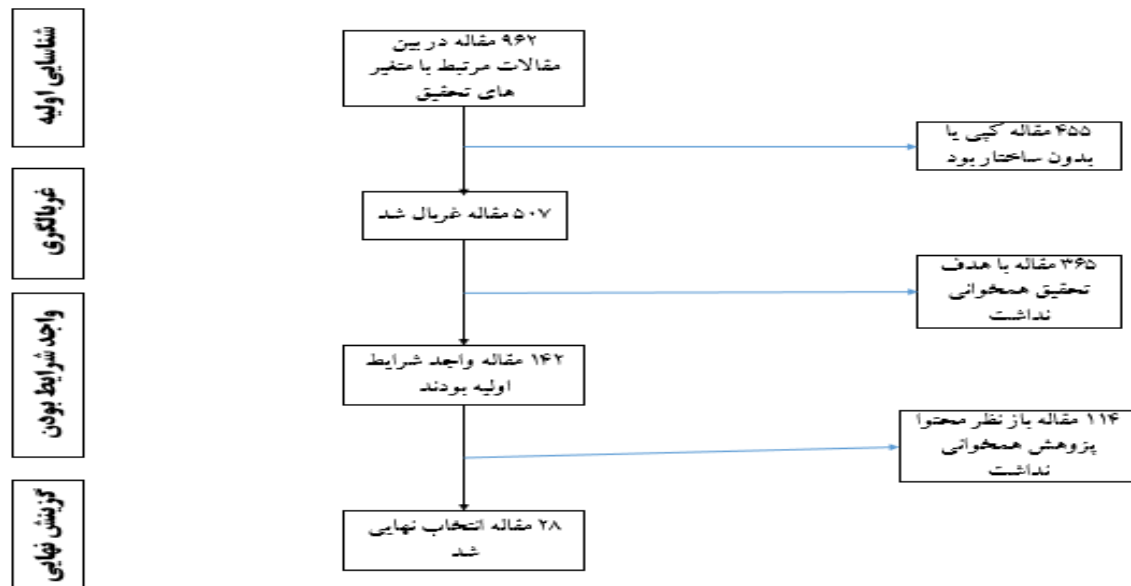 شناسایی اولیه
۹۶۲ مقاله در بین
مقالات مرتبط با متغیر
های تحقیق
۴۵۵ مقاله کپی یا
بدون ساختار بود
غربالگری
۵۰۷ مقاله غربال شد
۳۶۵ مقاله با هدف
تحقیق همخوانی
نداشت
واجد شرایط بودن
۱۴۲ مقاله واجد شرایط
اولیه بودند
۱۱۴ مقاله باز نظر محتوا
پزوهش همخوانی
نداشت
گزینش نهایی
۲۸ مقاله انتخاب نهایی
شد